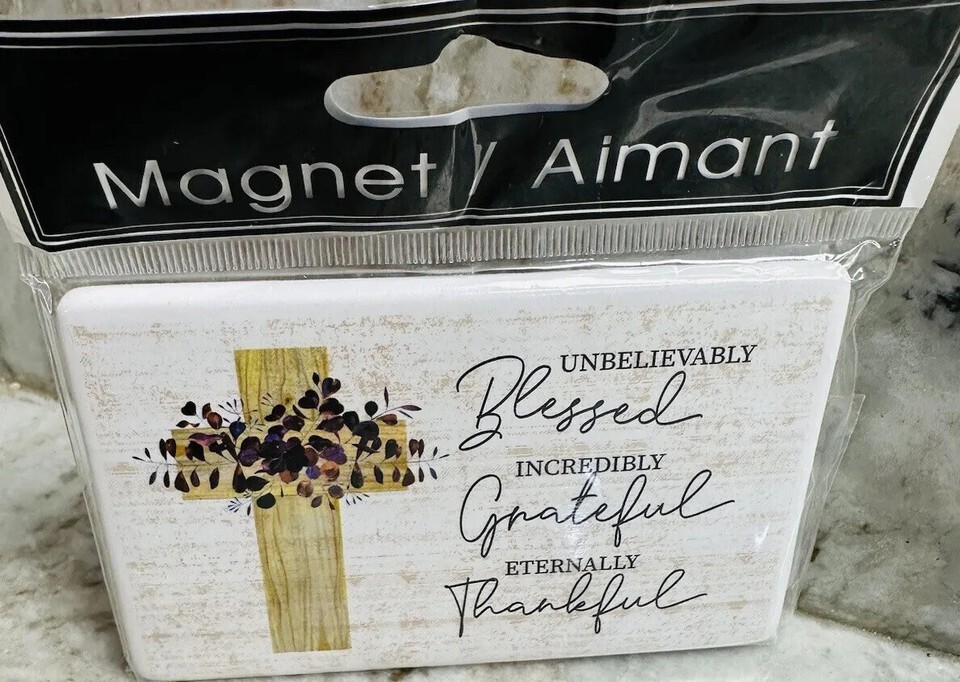 Magnet / Aimant
UNBELIEVABLY
Blessed
INCREDIBLY
Grateful
ETERNALLY
Thankful